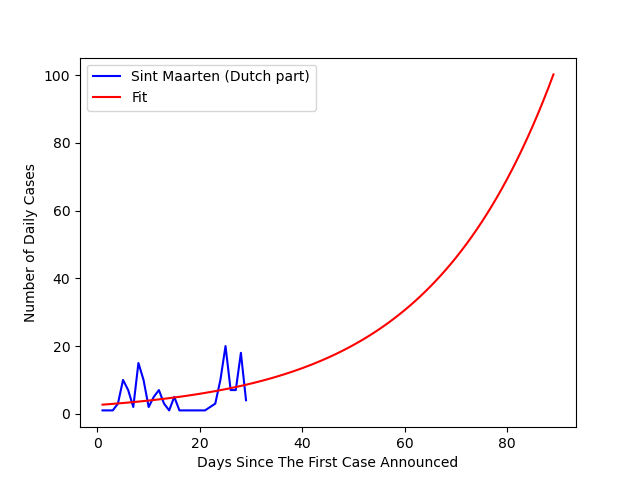 Sint Maarten (Dutch part)
Fit
Number of Daily Cases
100
80
60
40
20
0
0 20 40 60 80
Days Since The First Case Announced